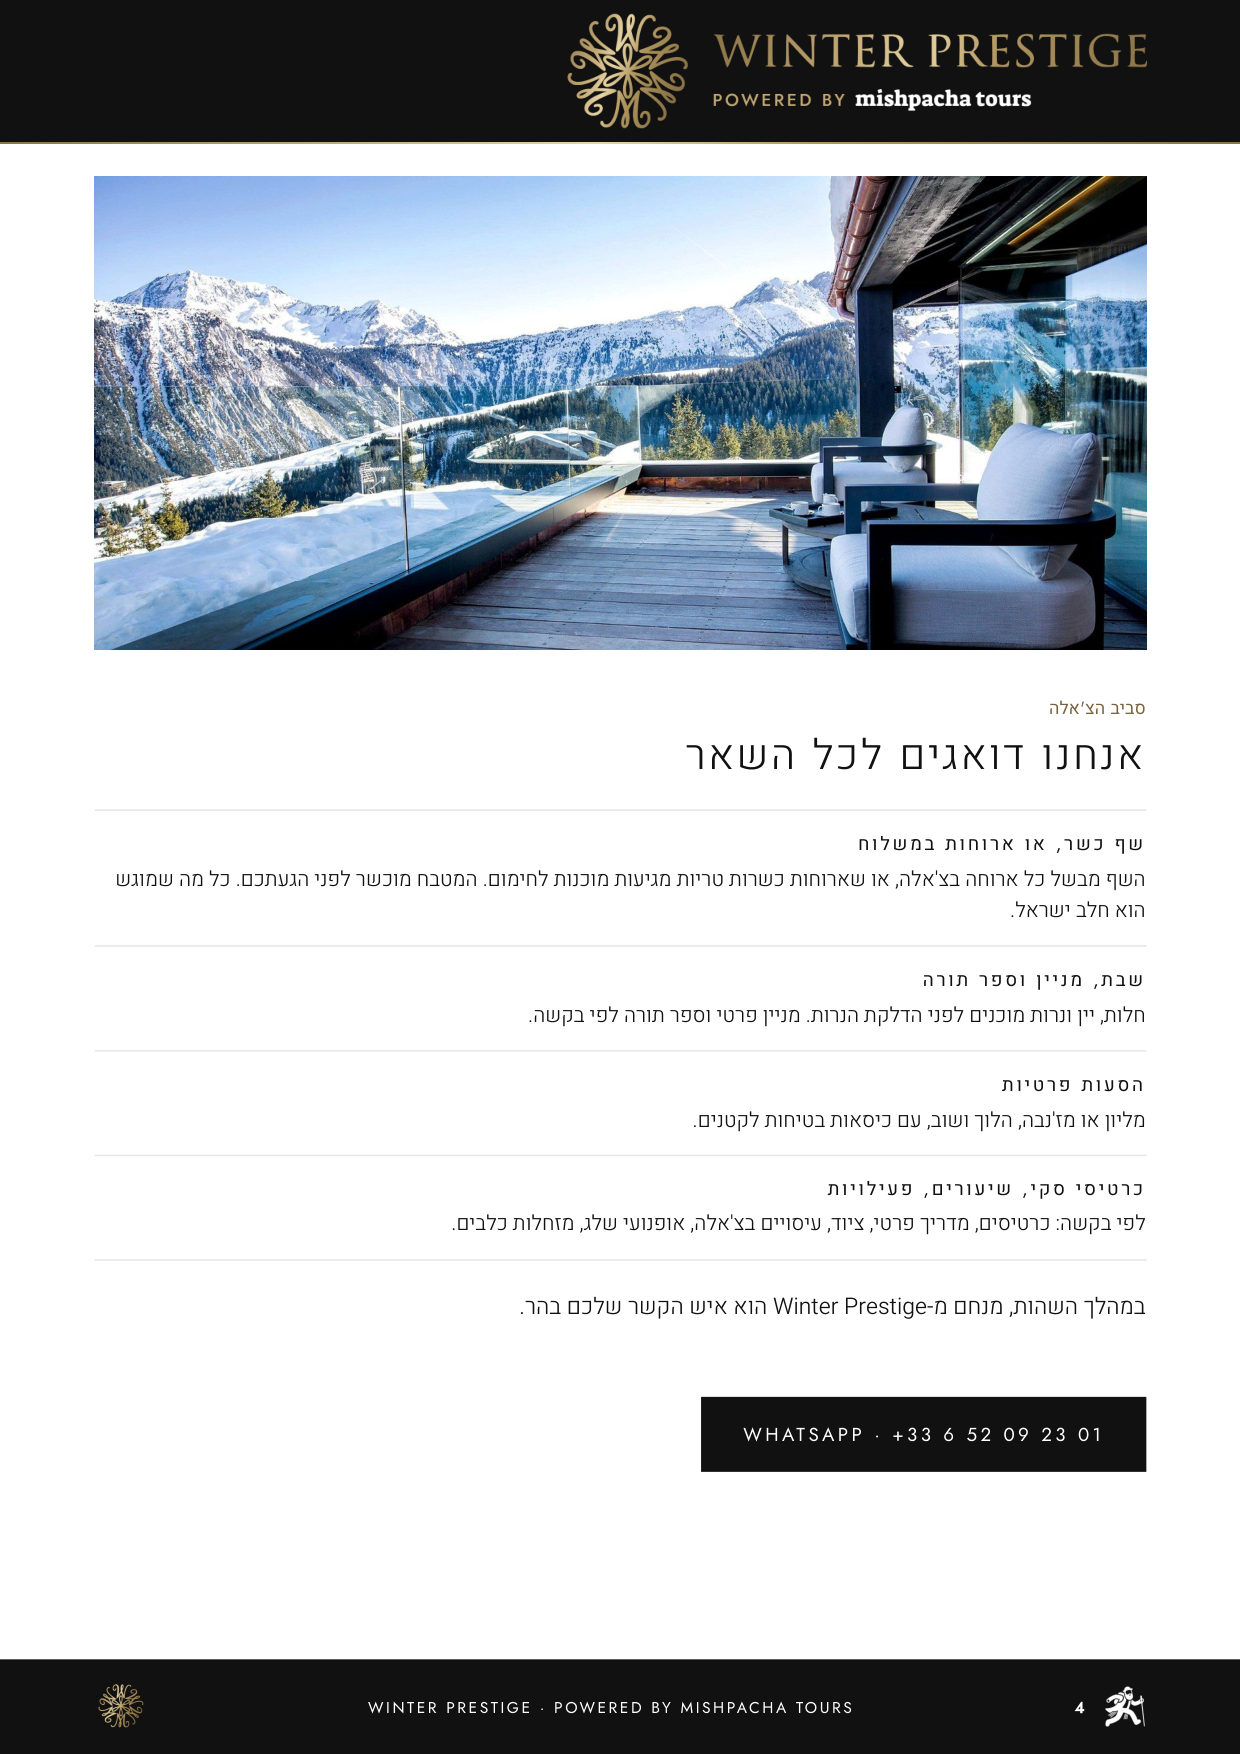 WINTER PRESTIGE
POWERED BY mishpacha tours
סביב הצ'אלה
אנחנו דואגים לכל השאר
שף כשר, או ארוחות במשלוח
השף מבשל כל ארוחה בצ'אלה, או שארוחות כשרות טריות מגיעות מוכנות לחימום. המטבח מוכשר לפני הגעתכם. כל מה שמוגש
הוא חלב ישראל.
שבת, מניין וספר תורה
חלות, יין ונרות מוכנים לפני הדלקת הנרות. מניין פרטי וספר תורה לפי בקשה.
הסעות פרטיות
מליון או מז'נבה, הלוך ושוב, עם כיסאות בטיחות לקטנים.
כרטיסי סקי, שיעורים, פעילויות
לפי בקשה: כרטיסים, מדריך פרטי, ציוד, עיסויים בצ'אלה, אופנועי שלג, מזחלות כלבים.
במהלך השהות, מנחם מ-Winter Prestige הוא איש הקשר שלכם בהר.
WHATSAPP · +33 6 52 09 23 01
WINTER PRESTIGE · POWERED BY MISHPACHA TOURS
4